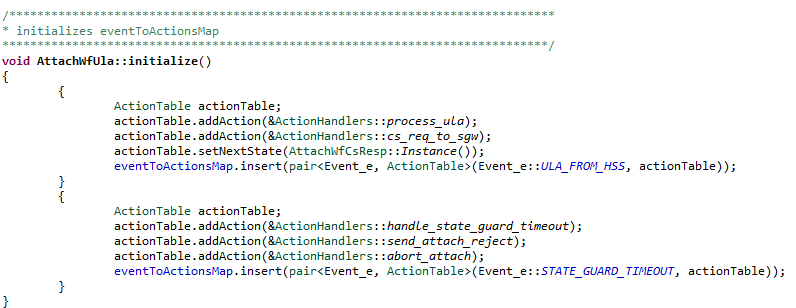 /******************************************************************************
* initializes eventToActionsMap
******************************************************************************/
void AttachWfUla::initialize()
{
        {
                ActionTable actionTable;
                actionTable.addAction(&ActionHandlers::process_ula);
                actionTable.addAction(&ActionHandlers::cs_req_to_sgw);
                actionTable.setNextState(AttachWfCsResp::Instance());
                eventToActionsMap.insert(pair<Event_e, ActionTable>(Event_e::ULA_FROM_HSS, actionTable));
        }
        {
                ActionTable actionTable;
                actionTable.addAction(&ActionHandlers::handle_state_guard_timeout);
                actionTable.addAction(&ActionHandlers::send_attach_reject);
                actionTable.addAction(&ActionHandlers::abort_attach);
                eventToActionsMap.insert(pair<Event_e, ActionTable>(Event_e::STATE_GUARD_TIMEOUT, actionTable));
        }
}